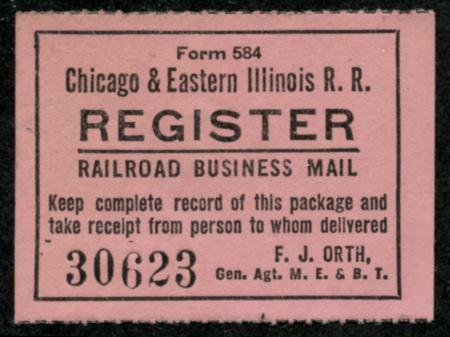 Form 584
Chicago & Eastern Illinois R. R.
REGISTER
RAILROAD BUSINESS MAIL
Keep complete record of this package and
take receipt from person to whom delivered
30623
F. J. ORTH,
Gen. Agt. M. E. & B. T.